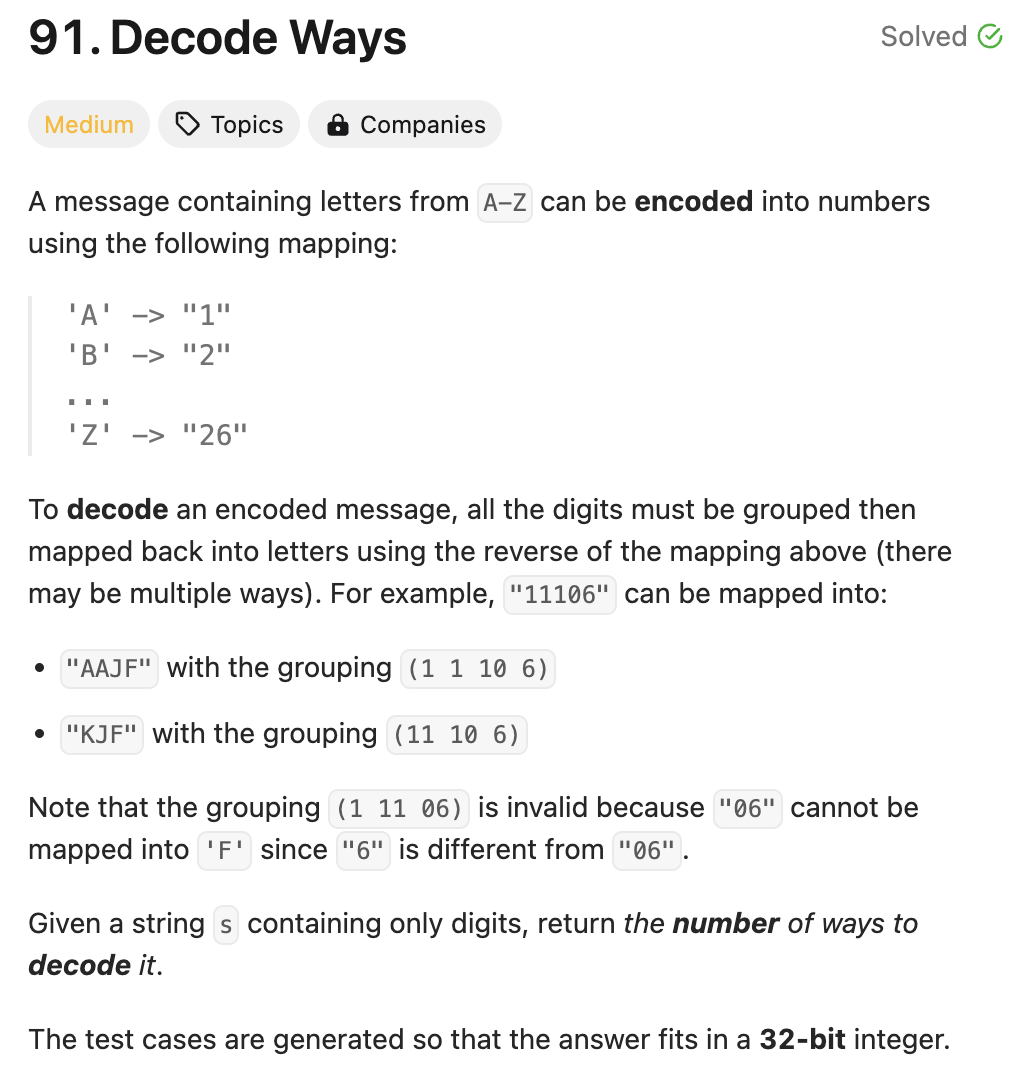 91. Decode Ways
Solved
Medium
Topics
Companies
A message containing letters from A-Z can be encoded into numbers
using the following mapping:
'A' -> "1"
'B' -> "2"
...
'Z' -> "26"
To decode an encoded message, all the digits must be grouped then
mapped back into letters using the reverse of the mapping above (there
may be multiple ways). For example, "11106" can be mapped into:
• "AAJF" with the grouping (1 1 10 6)
• "KJF" with the grouping (11 10 6)
Note that the grouping (1 11 06) is invalid because "06" cannot be
mapped into 'F' since "6" is different from "06".
Given a string s containing only digits, return the number of ways to
decode it.
The test cases are generated so that the answer fits in a 32-bit integer.